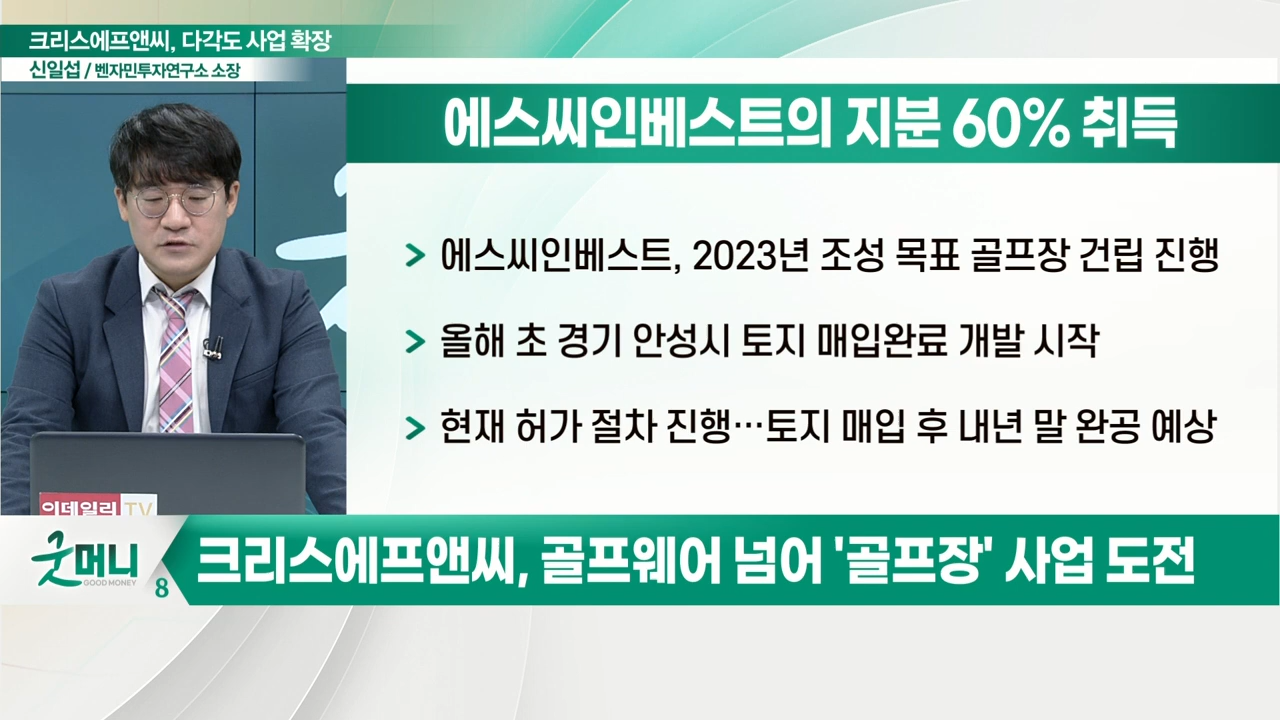 크리스에프앤씨, 다각도 사업 확장
신일섭 / 벤자민투자연구소 소장
에스씨인베스트의 지분 60% 취득
> 에스씨인베스트, 2023년 조성 목표 골프장 건립 진행
> 올해 초 경기 안성시 토지 매입완료 개발 시작
> 현재 허가 절차 진행…토지 매입 후 내년 말 완공 예상
이데일리 TV
굿머니
GOOD MONEY
8
크리스에프앤씨, 골프웨어 넘어 '골프장' 사업 도전